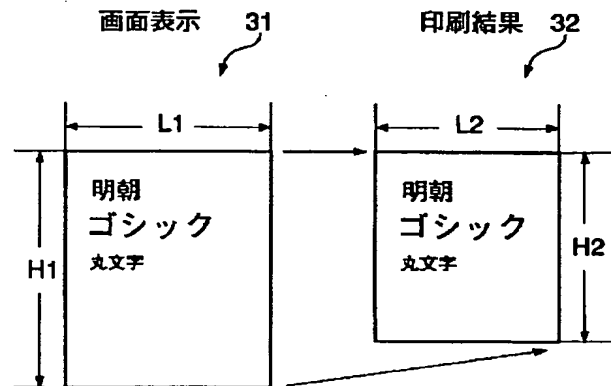 画面表示 31
印刷結果 32
L1
L2
明朝
ゴシック
丸文字
H1
明朝
ゴシック
丸文字
H2